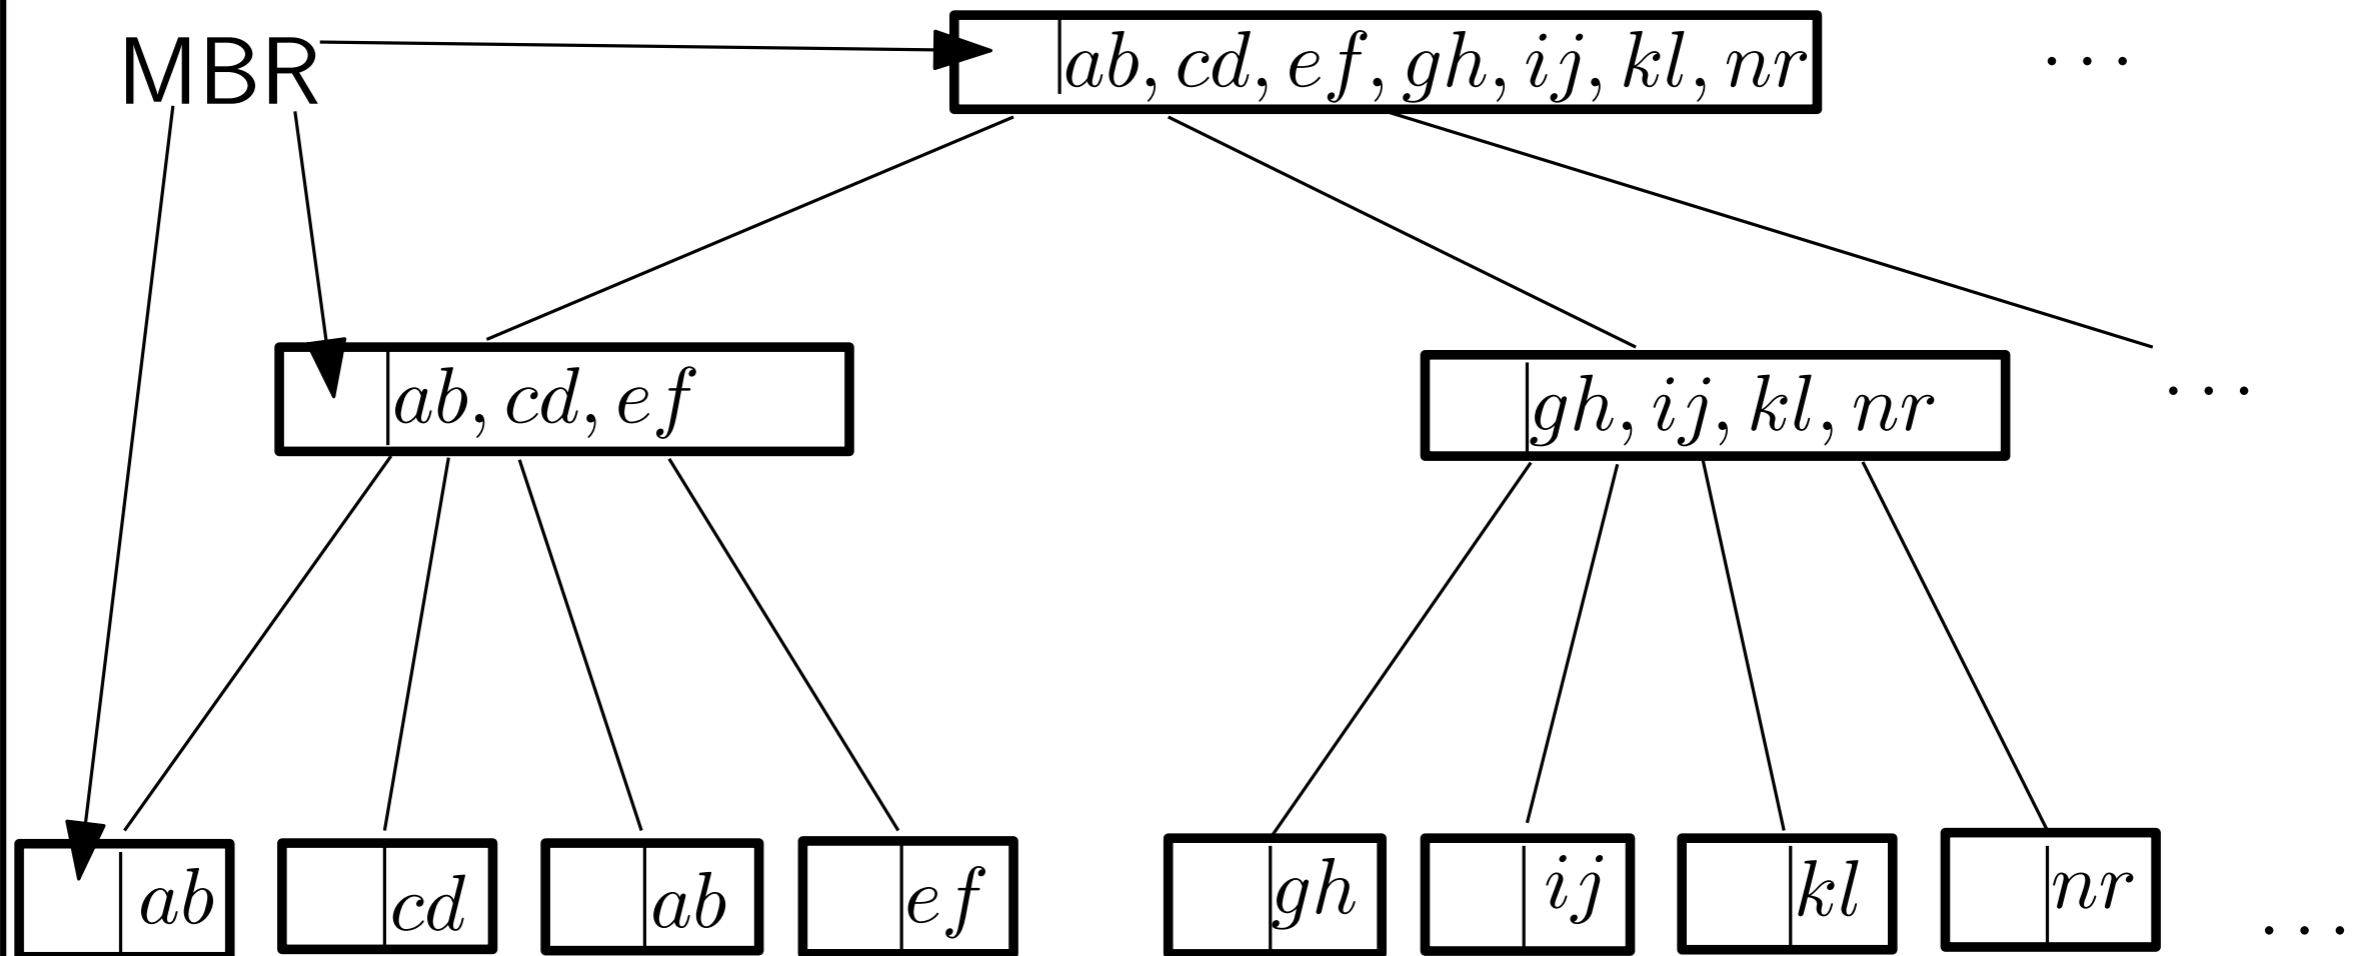 MBR
ab, cd, ef, gh, ij, kl, nr
...
ab, cd, ef
gh, ij, kl, nr
...
ab
cd
ab
ef
gh
ij
kl
nr
...